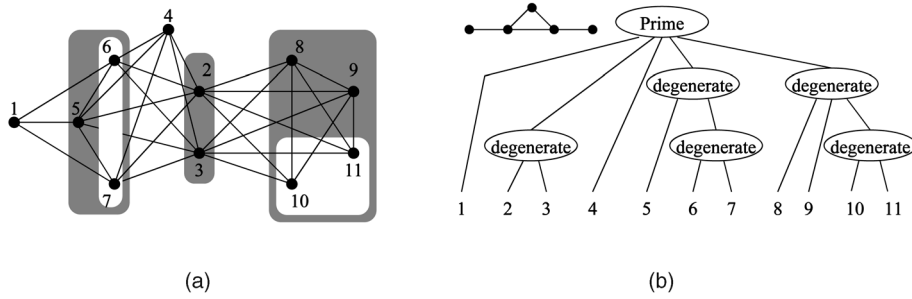 4
6
8
2
9
1
5
3
7
10
11
(a)
Prime
degenerate
degenerate
degenerate
degenerate
degenerate
1 2 3 4 5 6 7 8 9 10 11
(b)